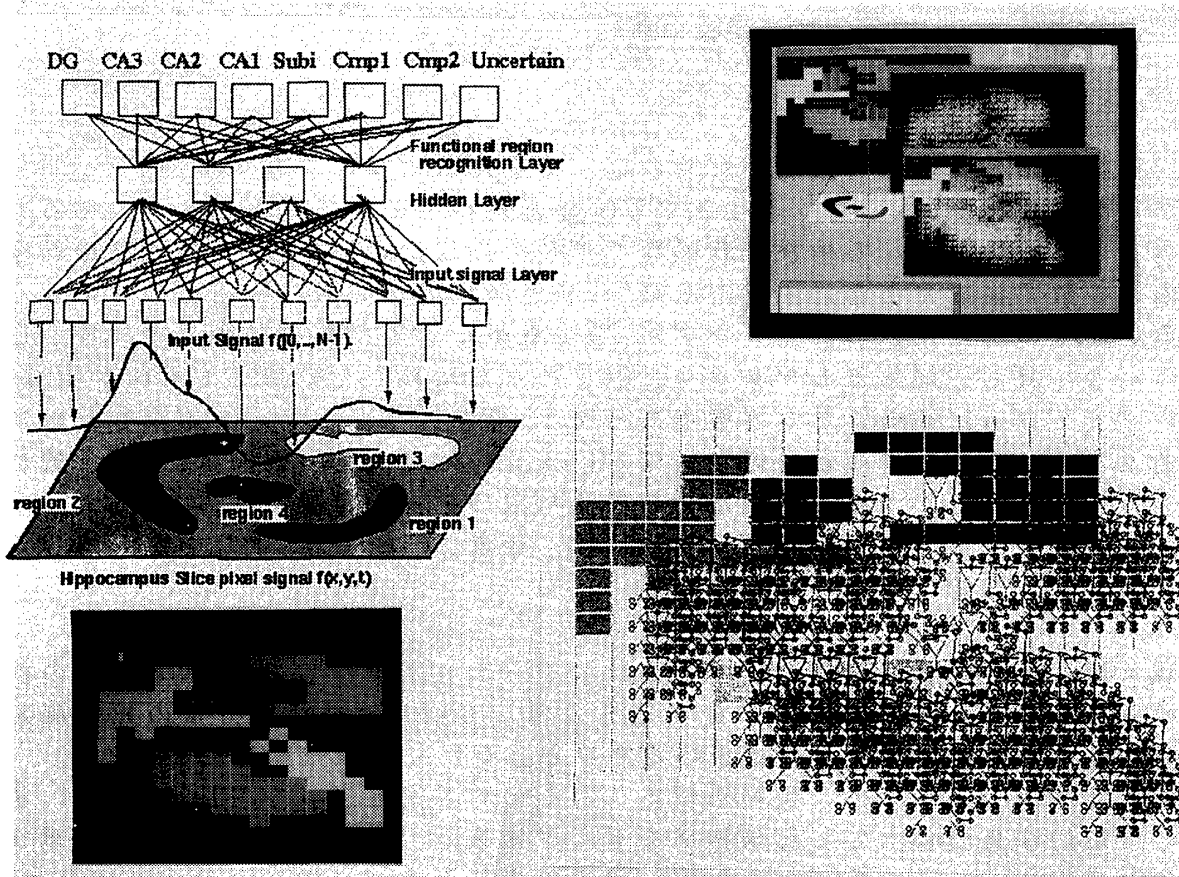 DG CA3 CA2 CA1 Subi Cmp1 Cmp2 Uncertain
Functional region
recognition Layer
Hidden Layer
Input signal Layer
Input Signal f(j0,..,N-1).
region 3
region 2
region 4
region 1
Hippocampus Slice pixel signal f(x,y,t)